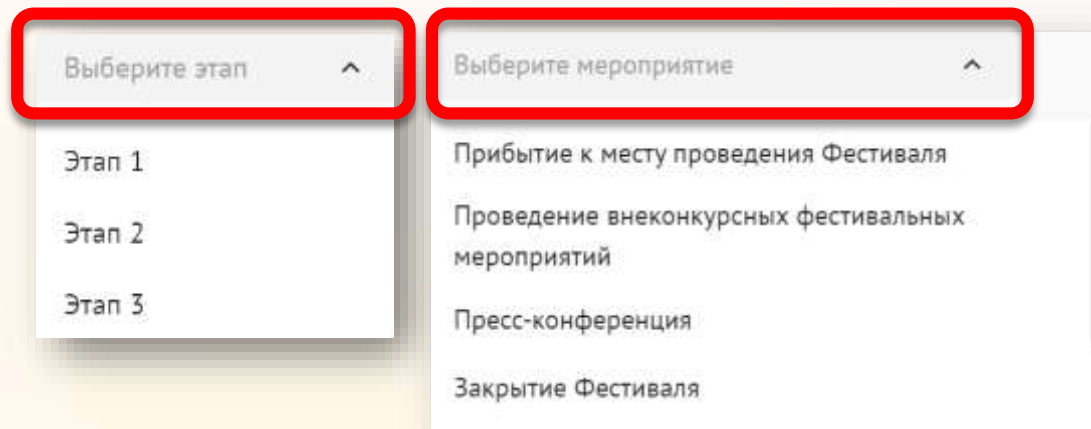 Выберите этап
Этап 1
Этап 2
Этап 3
Выберите мероприятие
Прибытие к месту проведения Фестиваля
Проведение внеконкурсных фестивальных
мероприятий
Пресс-конференция
Закрытие Фестиваля